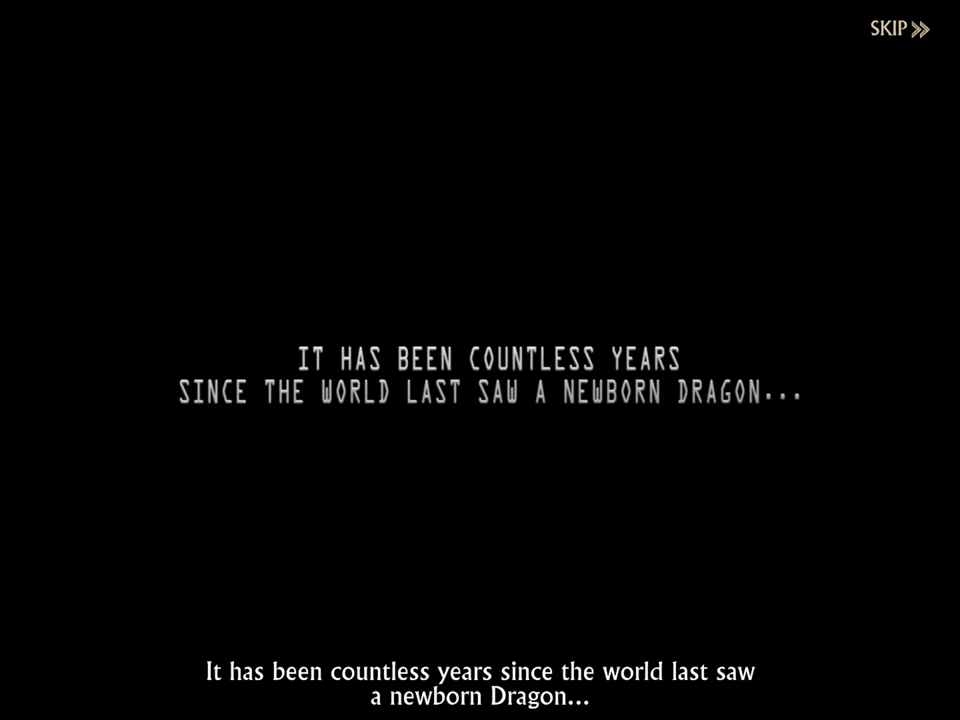 SKIP
IT HAS BEEN COUNTLESS YEARS
SINCE THE WORLD LAST SAW A NEWBORN DRAGON...
It has been countless years since the world last saw
a newborn Dragon...